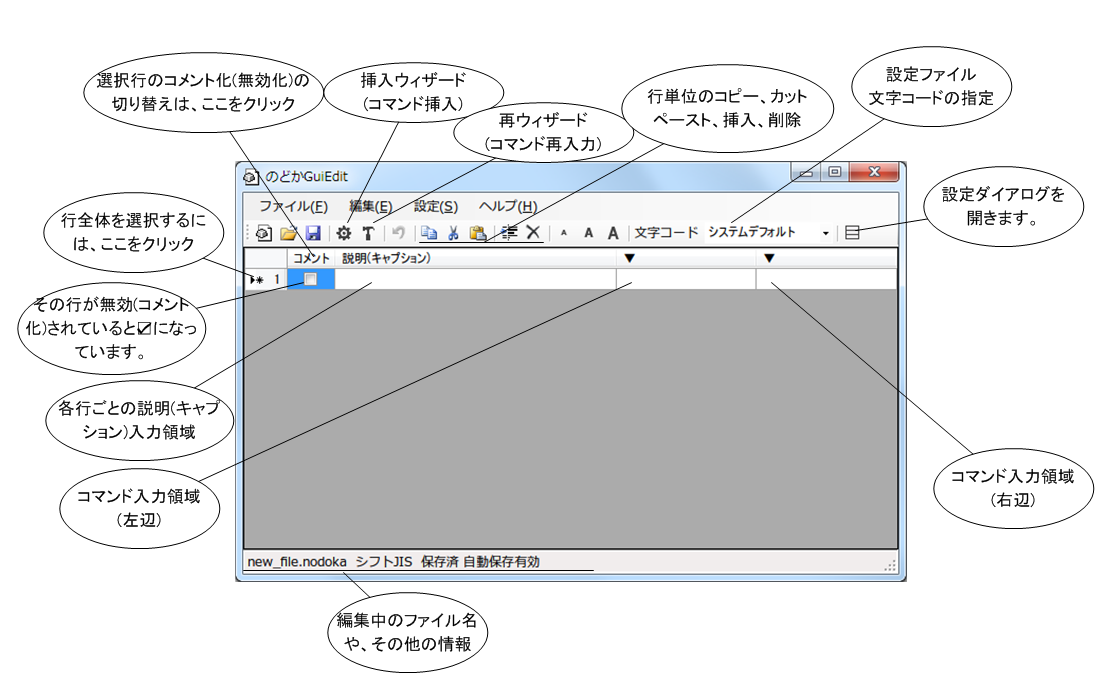 選択行のコメント化(無効化)の
切り替えは、ここをクリック
挿入ウィザード
(コマンド挿入)
再ウィザード
(コマンド再入力)
行単位のコピー、カット
ペースト、挿入、削除
設定ファイル
文字コードの指定
設定ダイアログを
開きます。
行全体を選択するに
は、ここをクリック
その行が無効(コメント
化)されていると☑になっ
ています。
各行ごとの説明(キャプ
ション)入力領域
コマンド入力領域
(左辺)
コマンド入力領域
(右辺)
編集中のファイル名
や、その他の情報
のどかGuiEdit
ファイル(F) 編集(E) 設定(S) ヘルプ(H)
A A A 文字コード システムデフォルト
コメント 説明(キャプション) ▼ ▼
1
new_file.nodoka シフトJIS 保存済 自動保存有効